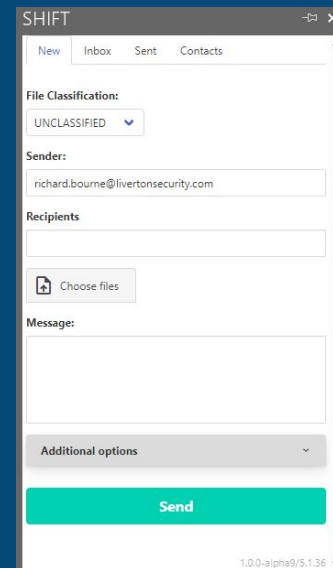 SHIFT
New Inbox Sent Contacts
File Classification:
UNCLASSIFIED
Sender:
richard.bourne@livertonsecurity.com
Recipients
Choose files
Message:
Additional options
Send
1.0.0-alpha9/5.1.36